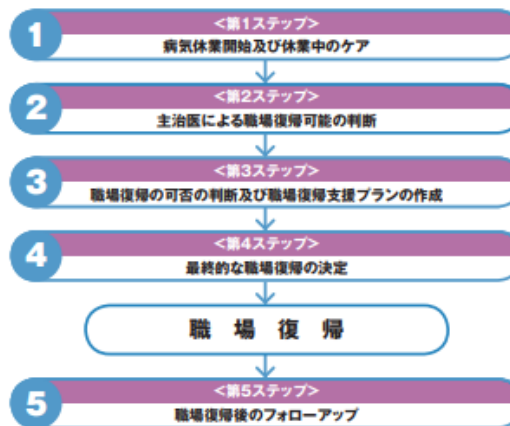 1
<第1ステップ>
病気休業開始及び休業中のケア
2
<第2ステップ>
主治医による職場復帰可能の判断
3
<第3ステップ>
職場復帰の可否の判断及び職場復帰支援プランの作成
4
<第4ステップ>
最終的な職場復帰の決定
職場復帰
5
<第5ステップ>
職場復帰後のフォローアップ